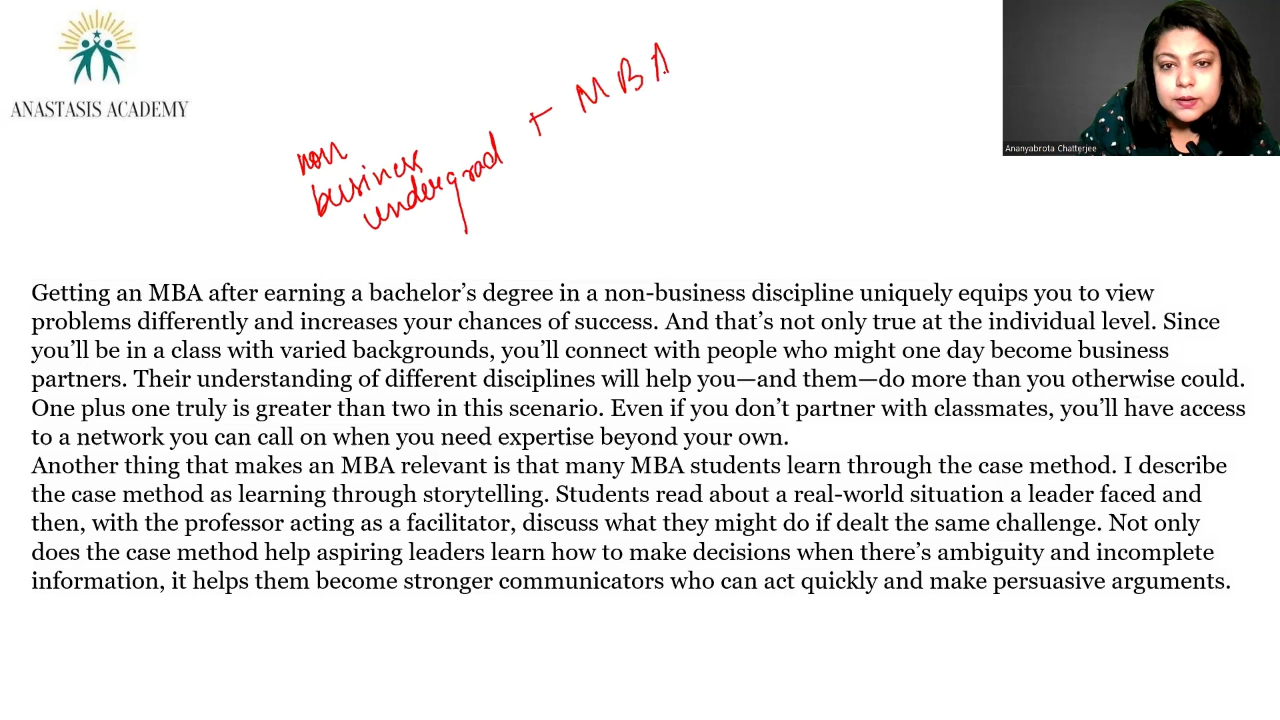 ANASTASIS ACADEMY
Ananyabrota Chatterjee
non
business
undergrad + MBA
Getting an MBA after earning a bachelor's degree in a non-business discipline uniquely equips you to view
problems differently and increases your chances of success. And that's not only true at the individual level. Since
you'll be in a class with varied backgrounds, you'll connect with people who might one day become business
partners. Their understanding of different disciplines will help you—and them—do more than you otherwise could.
One plus one truly is greater than two in this scenario. Even if you don't partner with classmates, you'll have access
to a network you can call on when you need expertise beyond your own.
Another thing that makes an MBA relevant is that many MBA students learn through the case method. I describe
the case method as learning through storytelling. Students read about a real-world situation a leader faced and
then, with the professor acting as a facilitator, discuss what they might do if dealt the same challenge. Not only
does the case method help aspiring leaders learn how to make decisions when there's ambiguity and incomplete
information, it helps them become stronger communicators who can act quickly and make persuasive arguments.